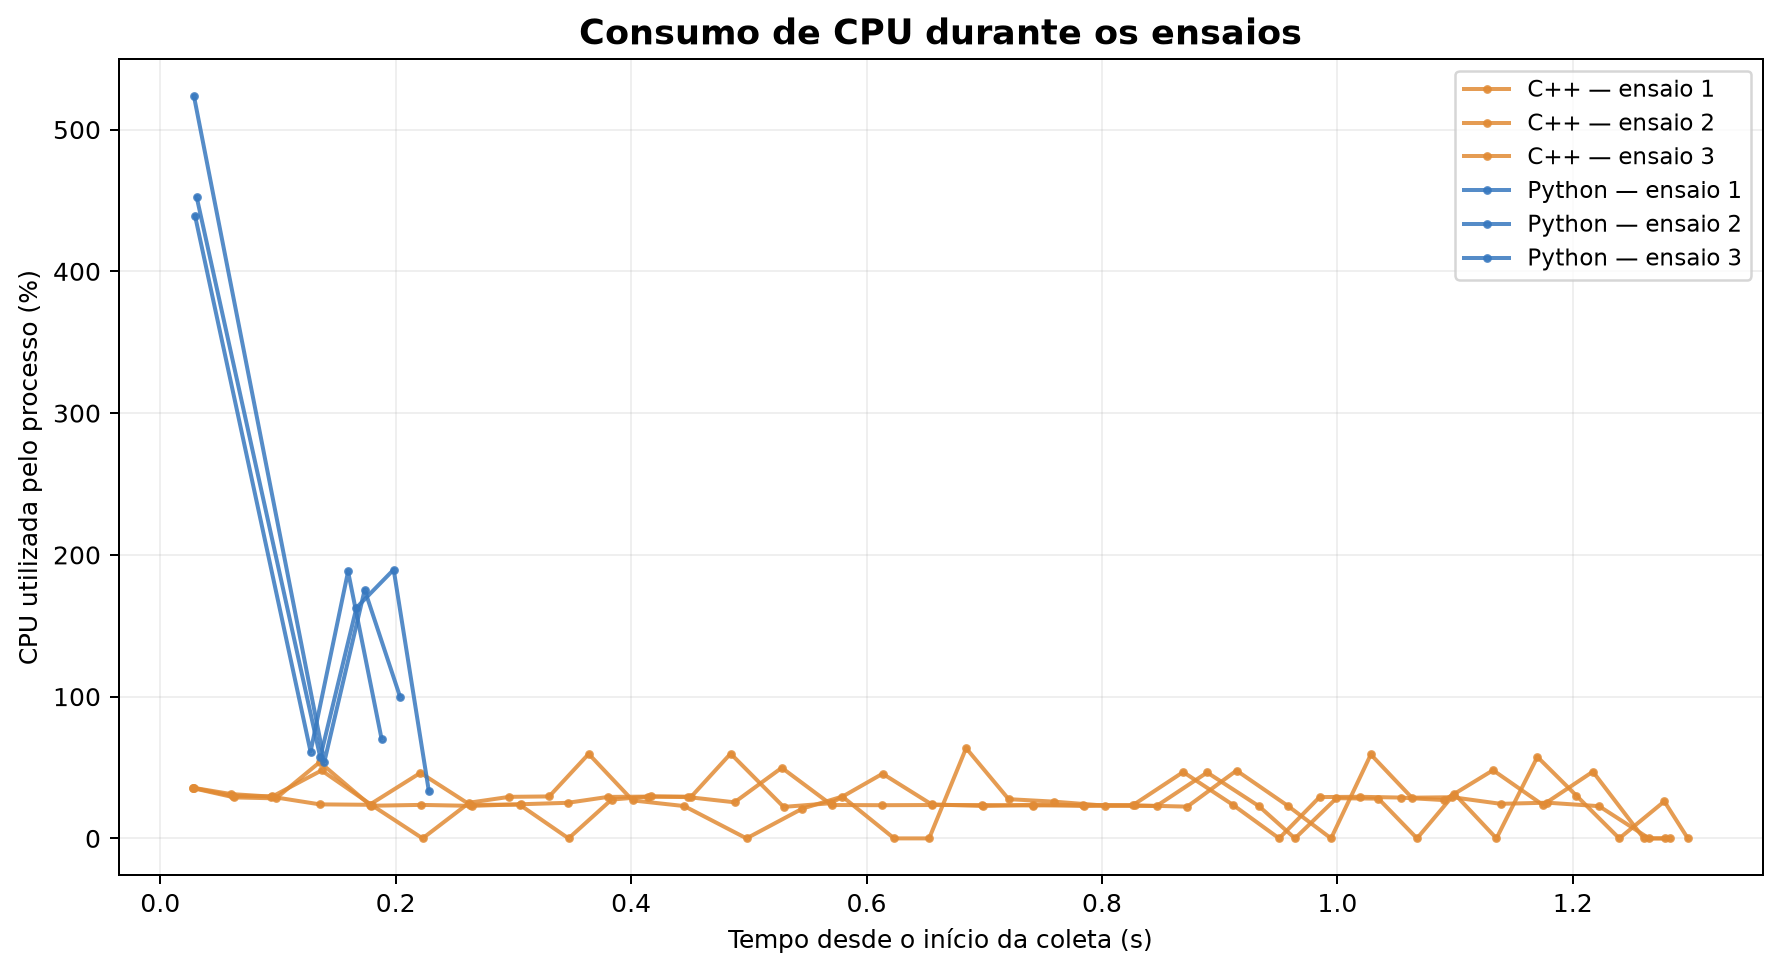 Consumo de CPU durante os ensaios
C++ — ensaio 1
C++ — ensaio 2
C++ — ensaio 3
Python — ensaio 1
Python — ensaio 2
Python — ensaio 3
CPU utilizada pelo processo (%)
500
400
300
200
100
0
0.0 0.2 0.4 0.6 0.8 1.0 1.2
Tempo desde o início da coleta (s)